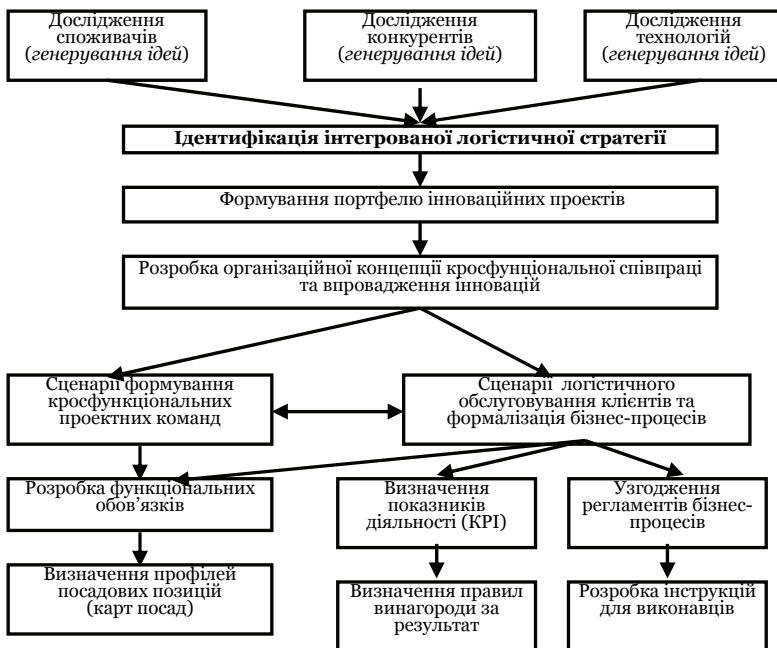 Дослідження
споживачів
(генерування ідей)
Дослідження
конкурентів
(генерування ідей)
Дослідження
технологій
(генерування ідей)
Ідентифікація інтегрованої логістичної стратегії
Формування портфелю інноваційних проектів
Розробка організаційної концепції кросфунціональної співпраці
та впровадження інновацій
Сценарії формування
кросфункціональних
проектних команд
Сценарії логістичного
обслуговування клієнтів та
формалізація бізнес-процесів
Розробка функціональних
обов’язків
Визначення
показників
діяльності (КРІ)
Узгодження
регламентів бізнес-
процесів
Визначення профілей
посадових позицій
(карт посад)
Визначення правил
винагороди за
результат
Розробка інструкцій
для виконавців